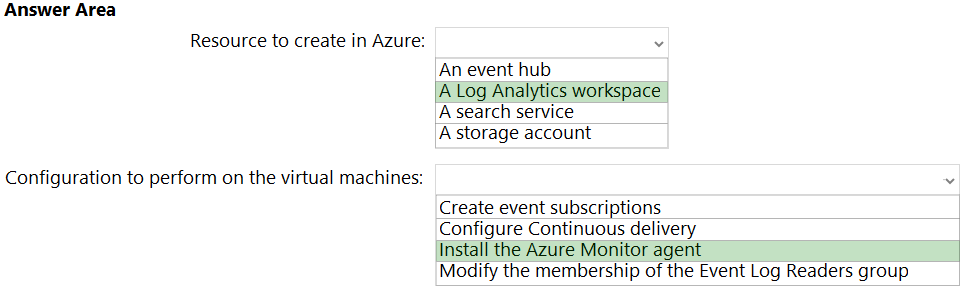 Answer Area
Resource to create in Azure:
An event hub
A Log Analytics workspace
A search service
A storage account
Configuration to perform on the virtual machines:
Create event subscriptions
Configure Continuous delivery
Install the Azure Monitor agent
Modify the membership of the Event Log Readers group